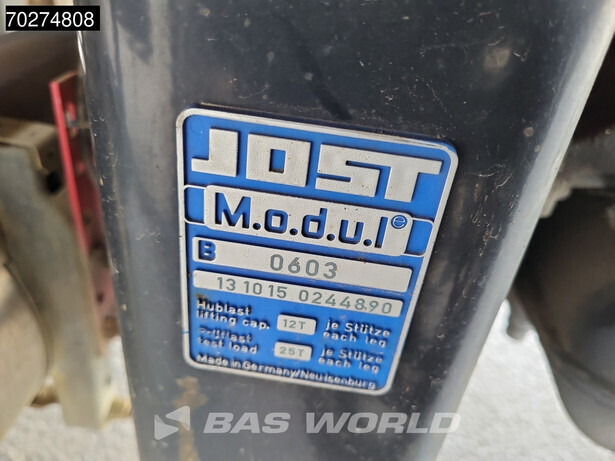 70274808
JOST
M.o.d.u.l e
B 0603
13 10 15 0244890
Hublast lifting cap. 12T je Stütze each leg
test load 25T je Stütze each leg
Made in Germany/Neu Isenburg
BAS WORLD